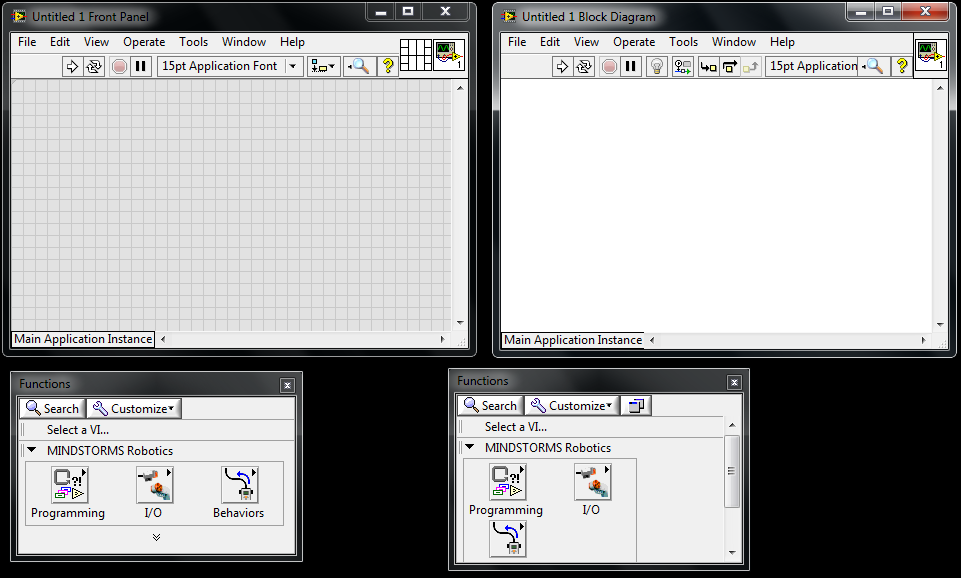 Untitled 1 Front Panel
File Edit View Operate Tools Window Help
15pt Application Font
1
Main Application Instance
Untitled 1 Block Diagram
File Edit View Operate Tools Window Help
15pt Application
1
Main Application Instance
Functions
Search Customize
Select a VI...
MINDSTORMS Robotics
?!
Programming I/O Behaviors
Functions
Search Customize
Select a VI...
MINDSTORMS Robotics
?!
Programming I/O